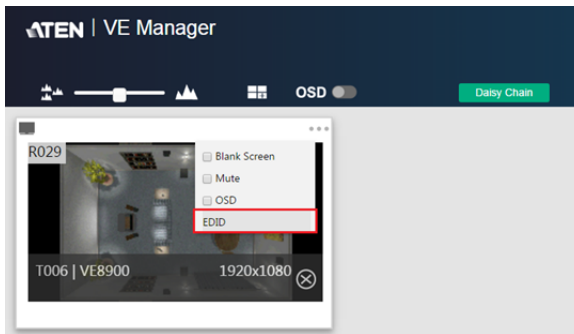 ATEN | VE Manager
OSD
Daisy Chain
R029
Blank Screen
Mute
OSD
EDID
T006 | VE8900 1920x1080